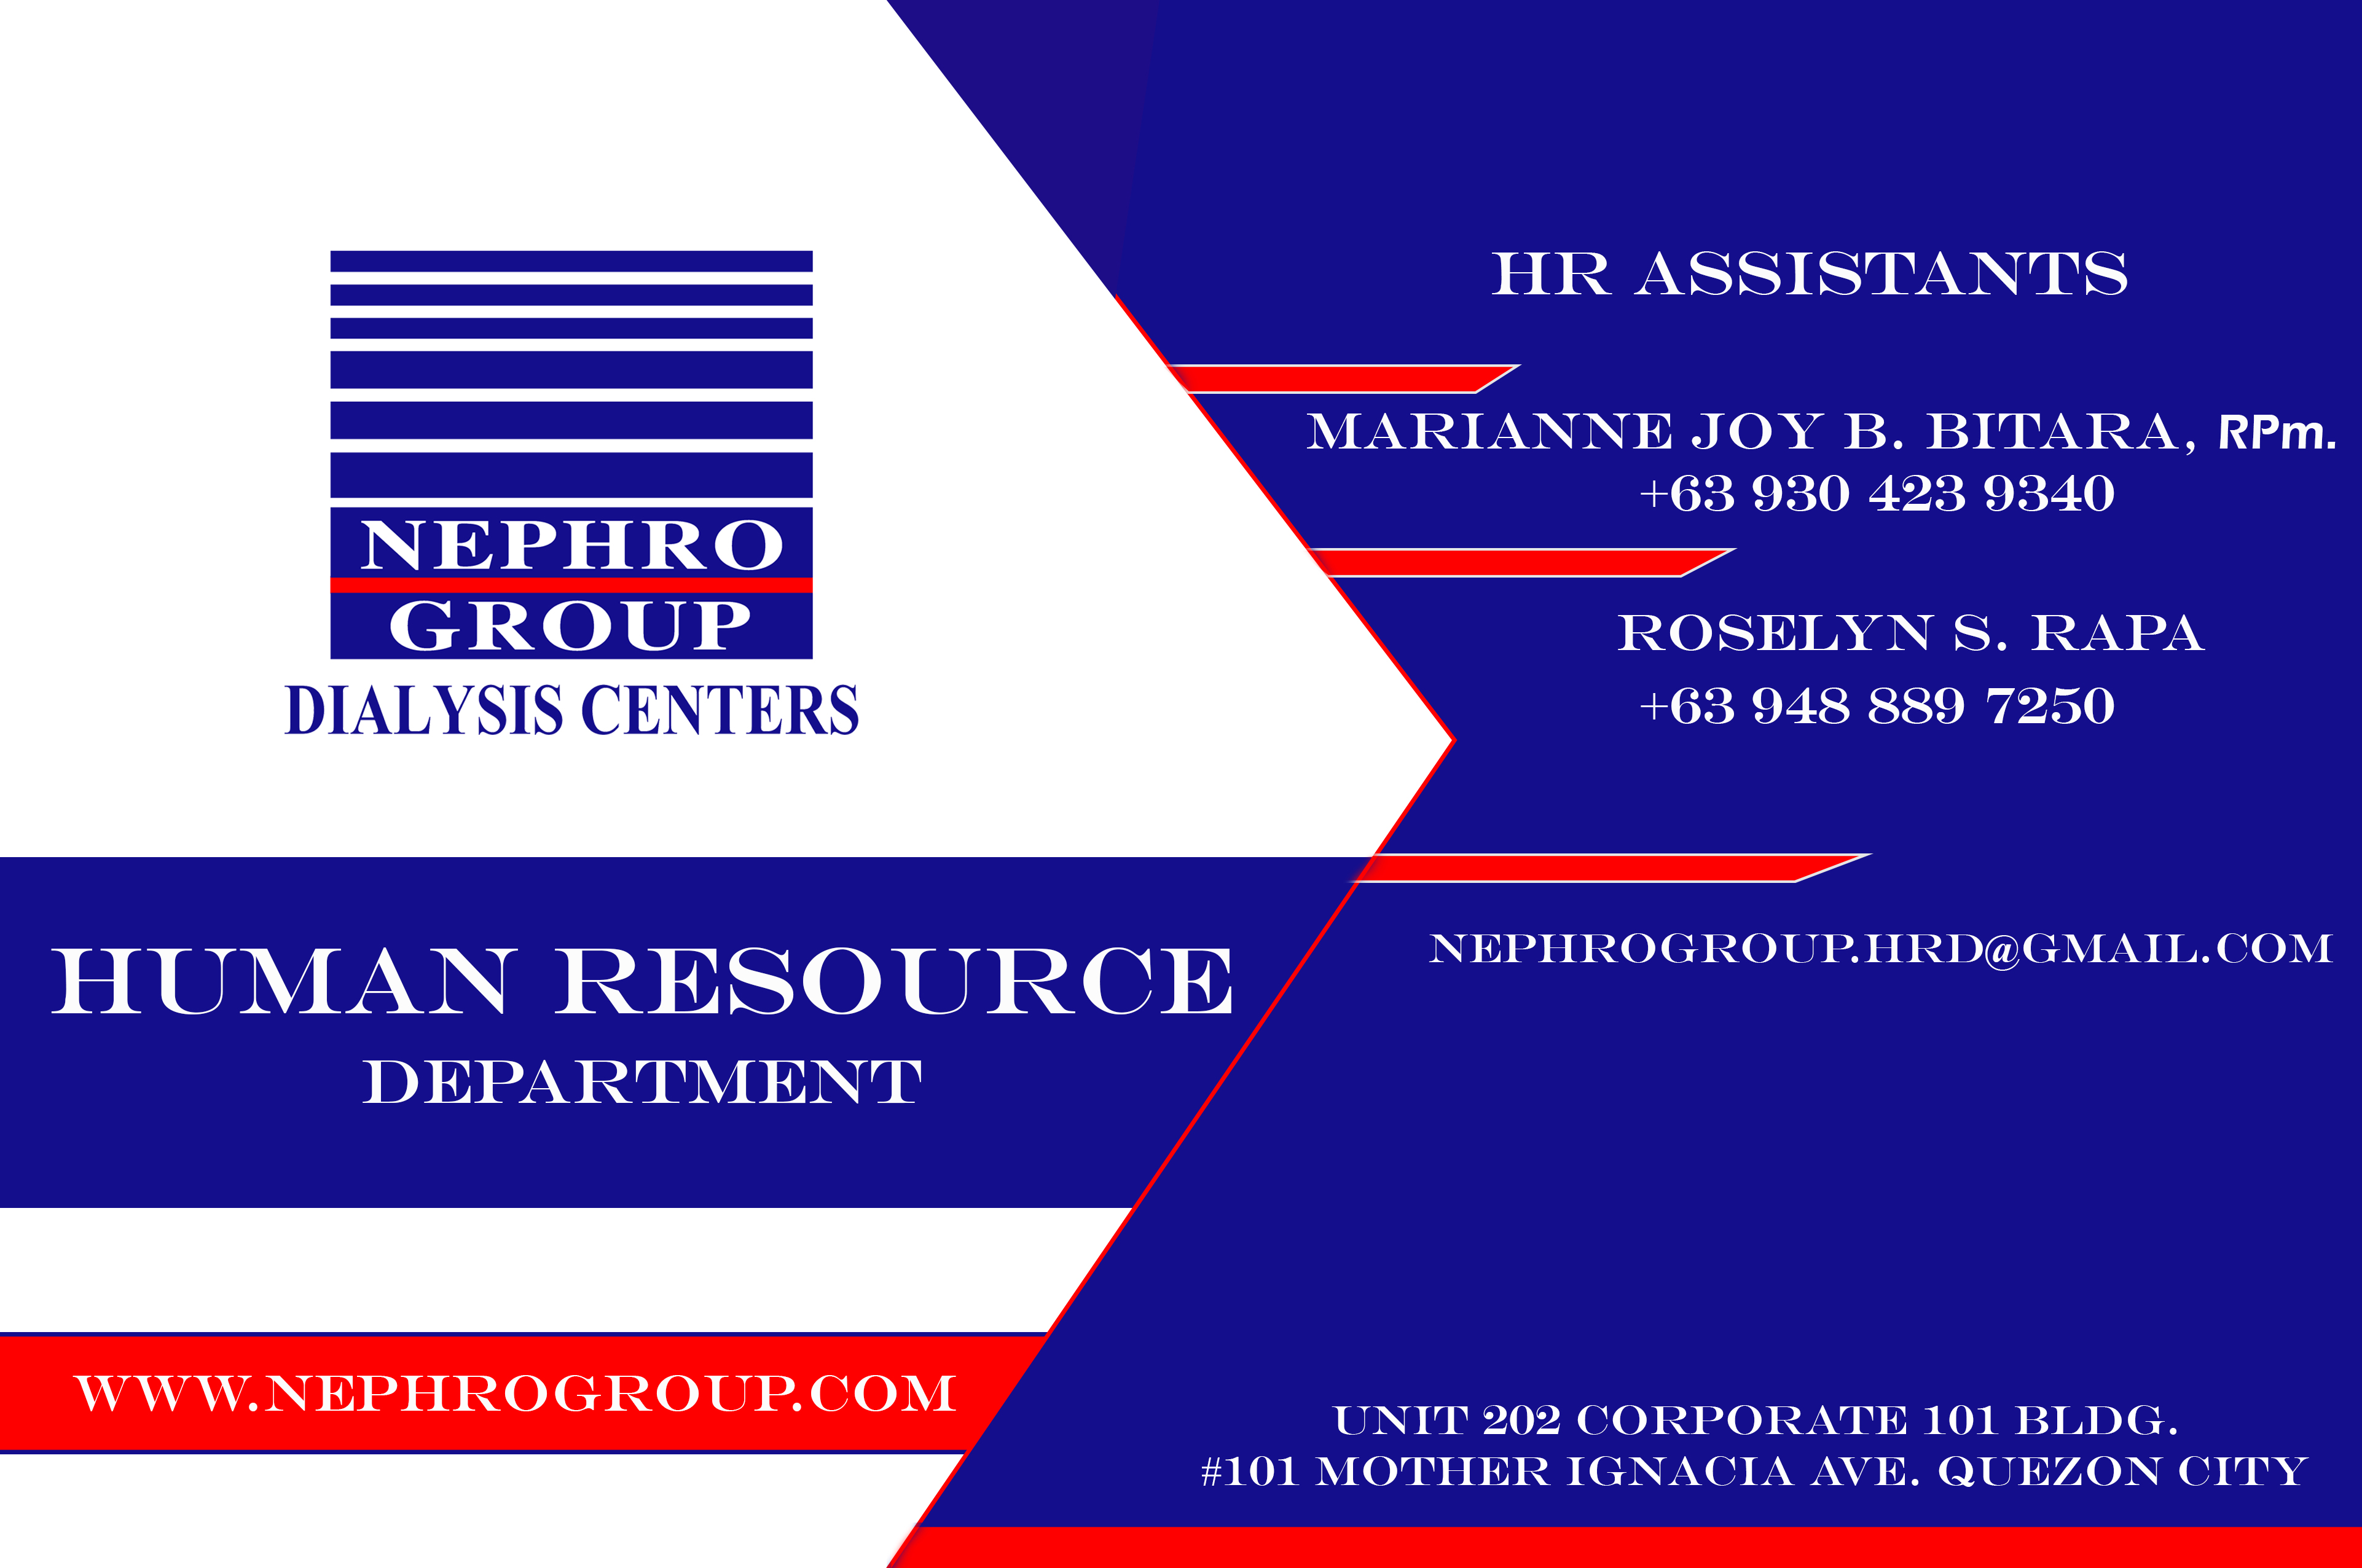 NEPHRO
GROUP
DIALYSIS CENTERS
HUMAN RESOURCE
DEPARTMENT
WWW.NEPHROGROUP.COM
HR ASSISTANTS
MARIANNE JOY B. BITARA, RPm.
+63 930 423 9340
ROSELYN S. RAPA
+63 948 889 7250
NEPHROGROUP.HRD@GMAIL.COM
UNIT 202 CORPORATE 101 BLDG.
#101 MOTHER IGNACIA AVE. QUEZON CITY